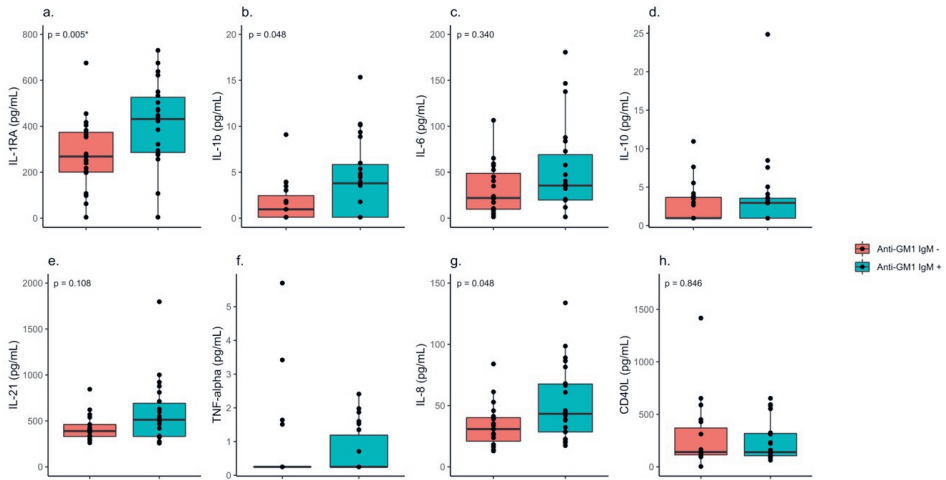 a.
p = 0.005*
IL-1RA (pg/mL)
800
600
400
200
0
b.
p = 0.048
IL-1b (pg/mL)
20
15
10
5
0
c.
p = 0.340
IL-6 (pg/mL)
200
150
100
50
0
d.
IL-10 (pg/mL)
25
20
15
10
5
0
Anti-GM1 IgM -
Anti-GM1 IgM +
e.
p = 0.108
IL-21 (pg/mL)
2000
1500
1000
500
0
f.
TNF-alpha (pg/mL)
5
4
3
2
1
0
g.
p = 0.048
IL-8 (pg/mL)
150
100
50
0
h.
p = 0.846
CD40L (pg/mL)
1500
1000
500
0